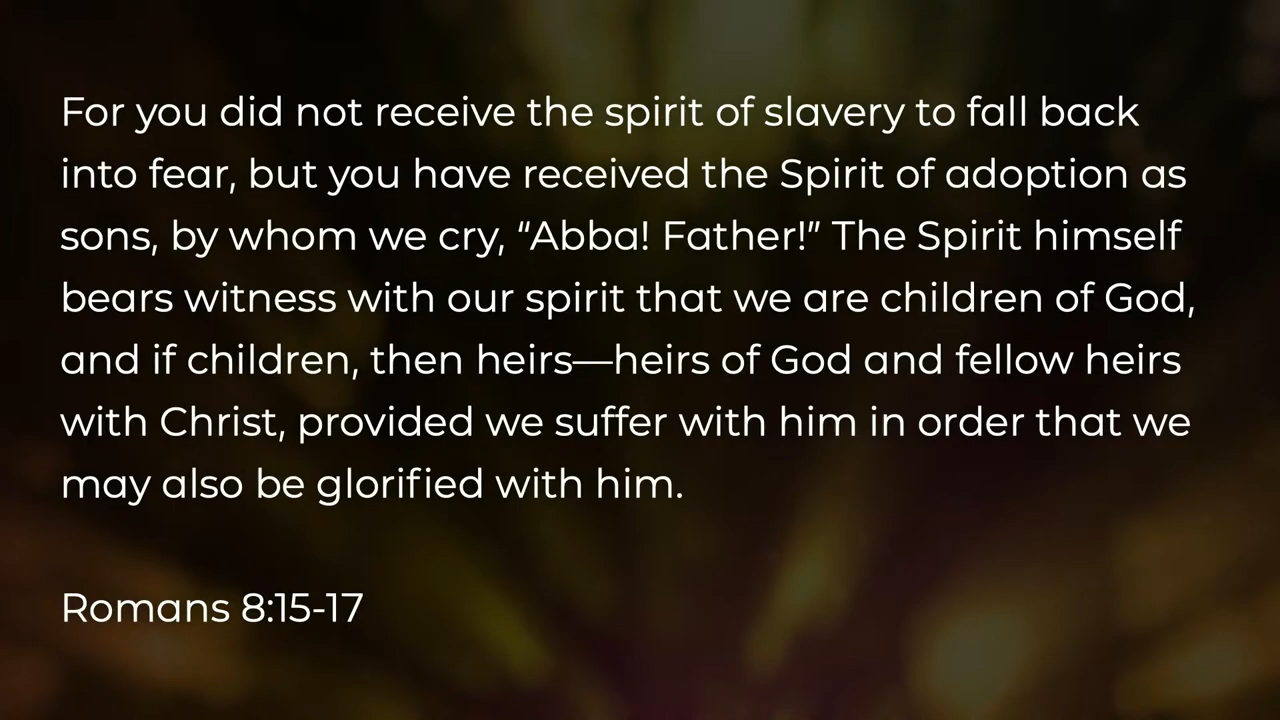 For you did not receive the spirit of slavery to fall back
into fear, but you have received the Spirit of adoption as
sons, by whom we cry, “Abba! Father!” The Spirit himself
bears witness with our spirit that we are children of God,
and if children, then heirs—heirs of God and fellow heirs
with Christ, provided we suffer with him in order that we
may also be glorified with him.
Romans 8:15-17